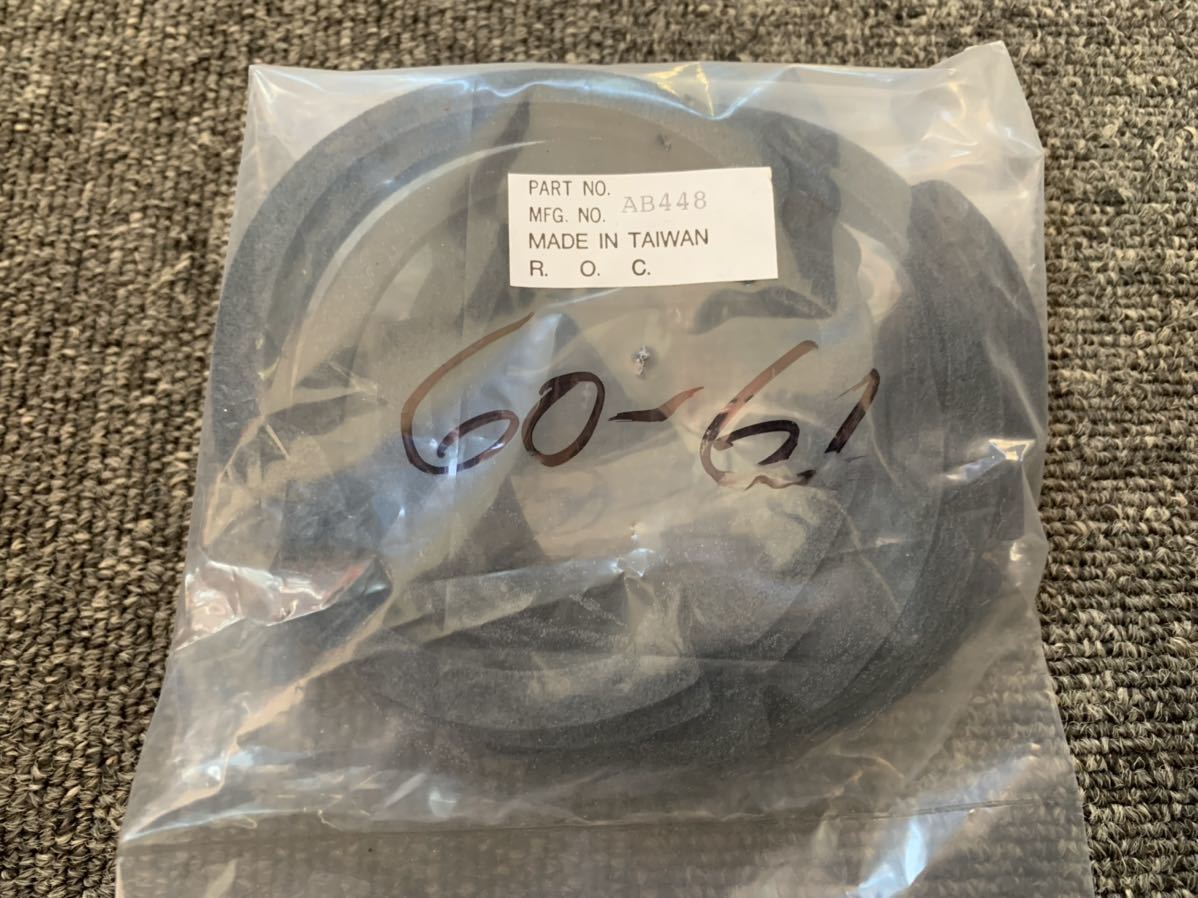 PART NO.
MFG. NO. AB448
MADE IN TAIWAN
R. O. C.
60-61